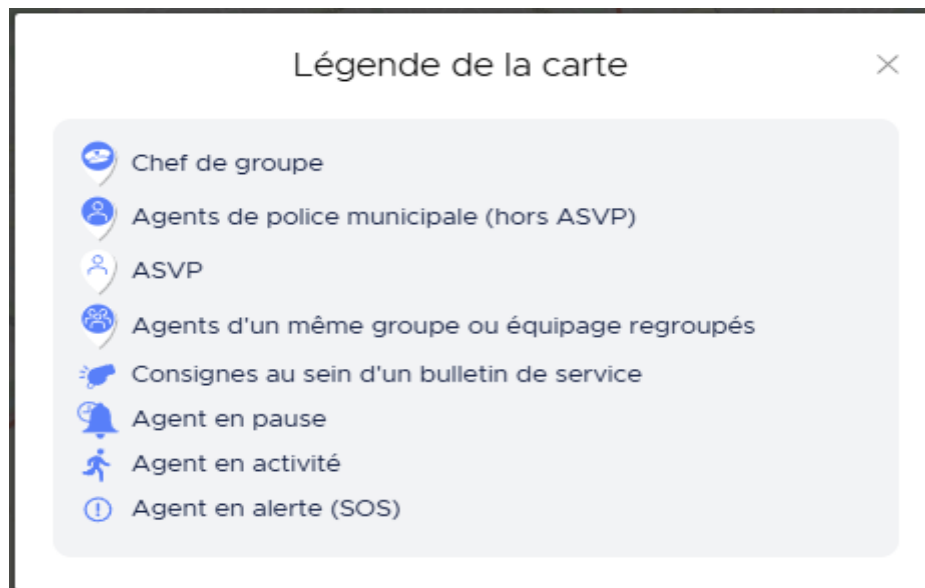 Légende de la carte
Chef de groupe
Agents de police municipale (hors ASVP)
ASVP
Agents d'un même groupe ou équipage regroupés
Consignes au sein d'un bulletin de service
Agent en pause
Agent en activité
Agent en alerte (SOS)